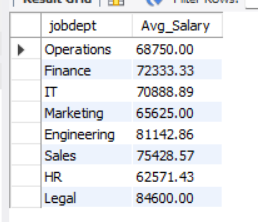 Result Grid Filter Rows:
jobdept Avg_Salary
Operations 68750.00
Finance 72333.33
IT 70888.89
Marketing 65625.00
Engineering 81142.86
Sales 75428.57
HR 62571.43
Legal 84600.00